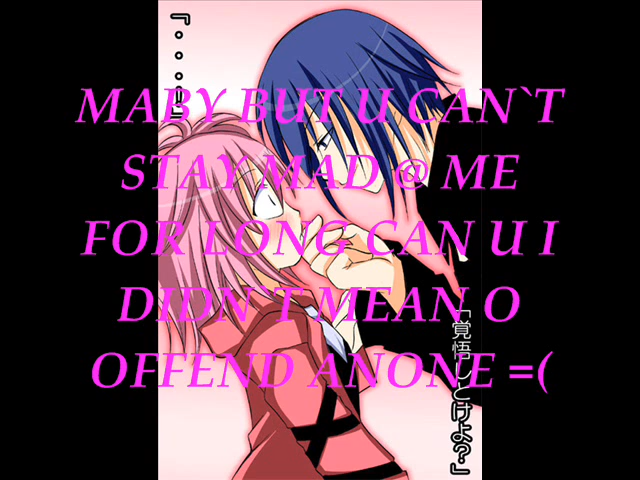 『・・・・!!』
MABY BUT U CAN`T
STAY MAD @ ME
FOR LONG CAN U I
DIDN`T MEAN O
OFFEND ANONE =(
「覚悟しとけよ?」